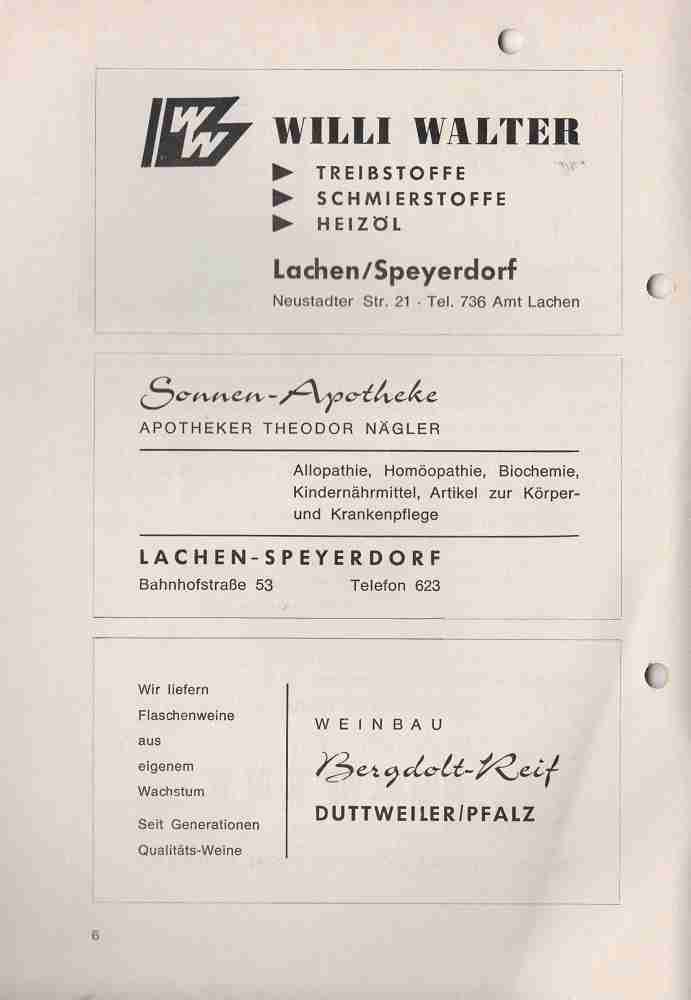 WW
WILLI WALTER
TREIBSTOFFE
SCHMIERSTOFFE
HEIZÖL
Lachen/Speyerdorf
Neustadter Str. 21 · Tel. 736 Amt Lachen
Sonnen-Apotheke
APOTHEKER THEODOR NÄGLER
Allopathie, Homöopathie, Biochemie,
Kindernährmittel, Artikel zur Körper-
und Krankenpflege
LACHEN-SPEYERDORF
Bahnhofstraße 53 Telefon 623
Wir liefern
Flaschenweine
aus
eigenem
Wachstum
Seit Generationen
Qualitäts-Weine
WEINBAU
Bergdolt-Reif
DUTTWEILER/PFALZ
6